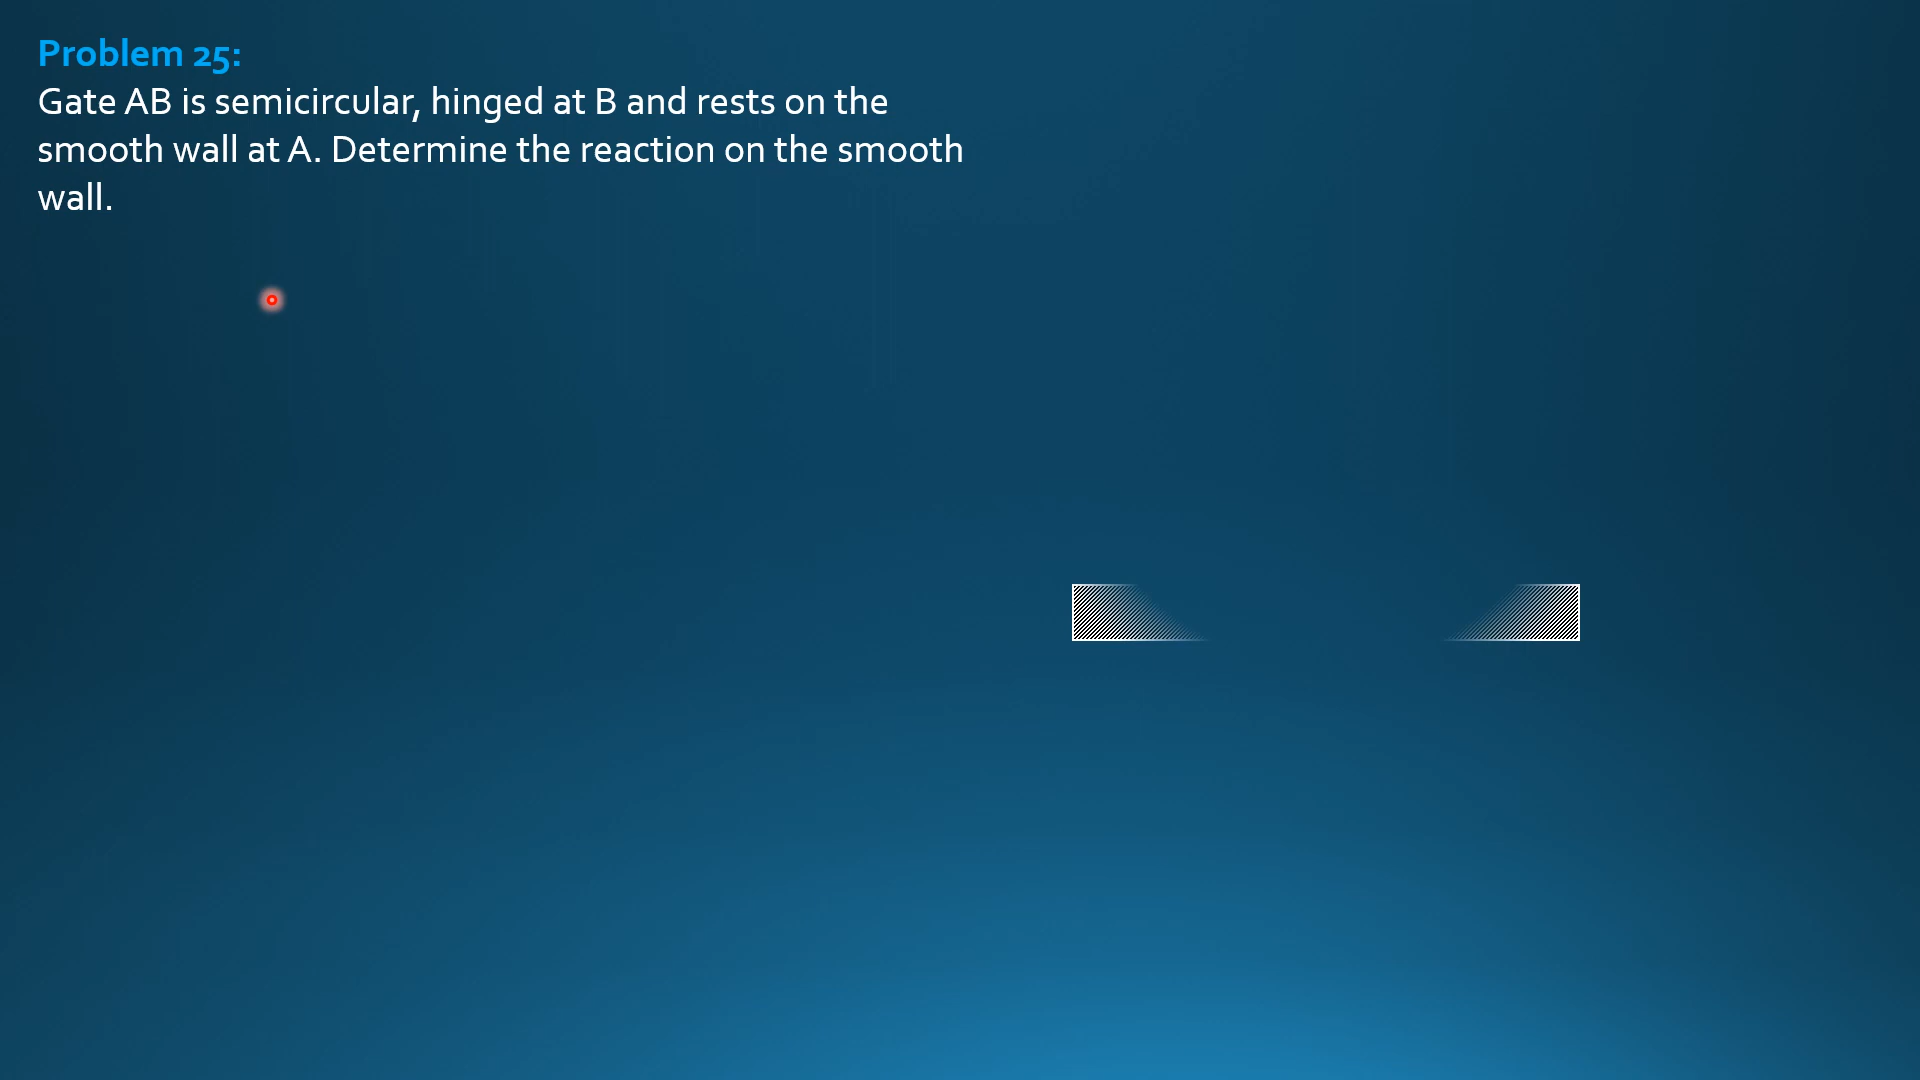 Problem 25:
Gate AB is semicircular, hinged at B and rests on the
smooth wall at A. Determine the reaction on the smooth
wall.